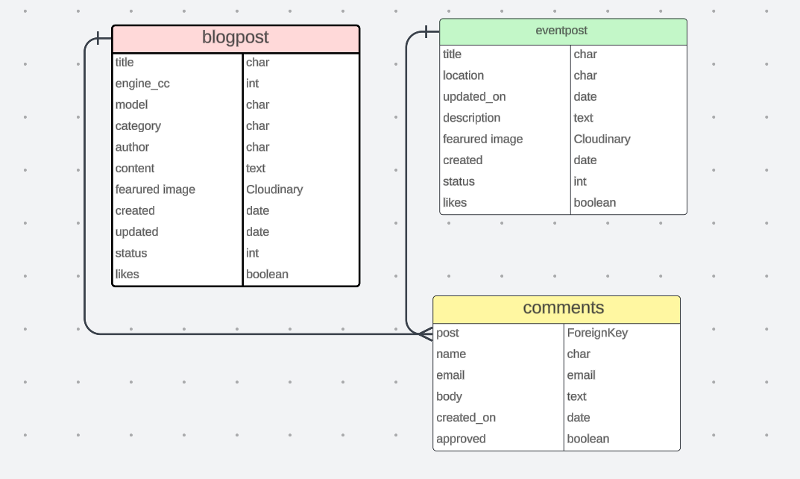 blogpost
title char
engine_cc int
model char
category char
author char
content text
fearured image Cloudinary
created date
updated date
status int
likes boolean
eventpost
title char
location char
updated_on date
description text
fearured image Cloudinary
created date
status int
likes boolean
comments
post ForeignKey
name char
email email
body text
created_on date
approved boolean